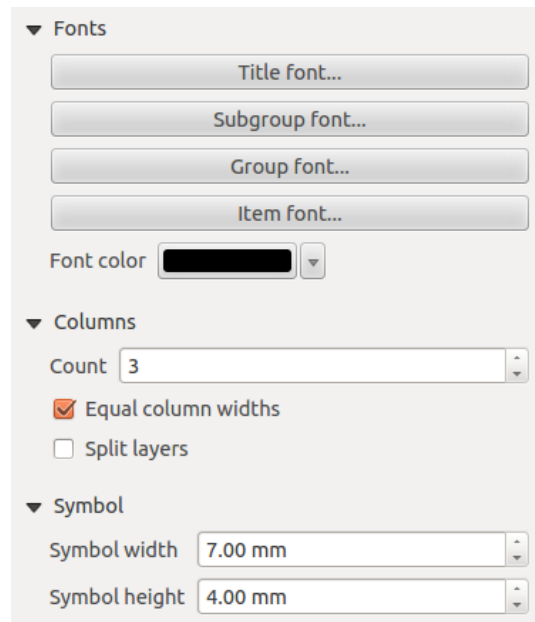 Fonts
Title font...
Subgroup font...
Group font...
Item font...
Font color
Columns
Count 3
Equal column widths
Split layers
Symbol
Symbol width 7.00 mm
Symbol height 4.00 mm